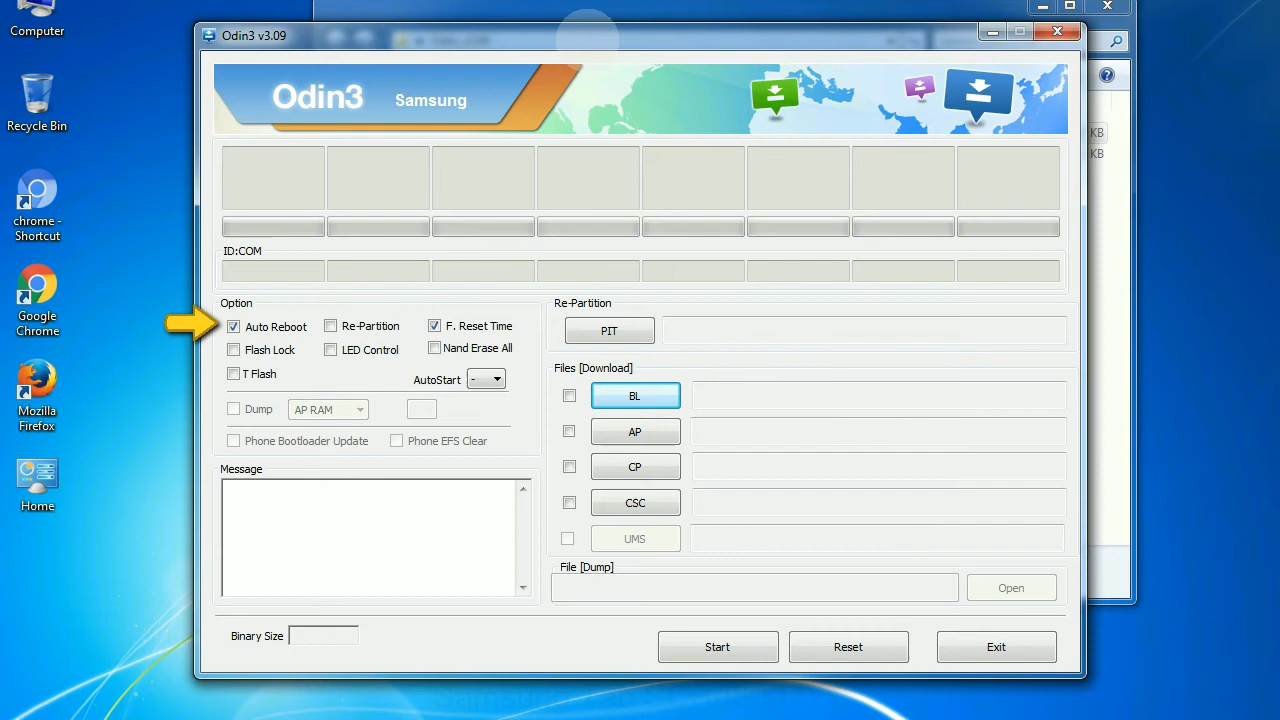 Computer
Recycle Bin
chrome -
Shortcut
Google
Chrome
Mozilla
Firefox
Home
Odin3 v3.09
Odin3 Samsung
ID:COM
Option
Auto Reboot Re-Partition F. Reset Time
Flash Lock LED Control Nand Erase All
T Flash
AutoStart -
Dump AP RAM
Phone Bootloader Update Phone EFS Clear
Message
Re-Partition
PIT
Files [Download]
BL
AP
CP
CSC
UMS
File [Dump]
Open
Binary Size
Start Reset Exit
KB
KB